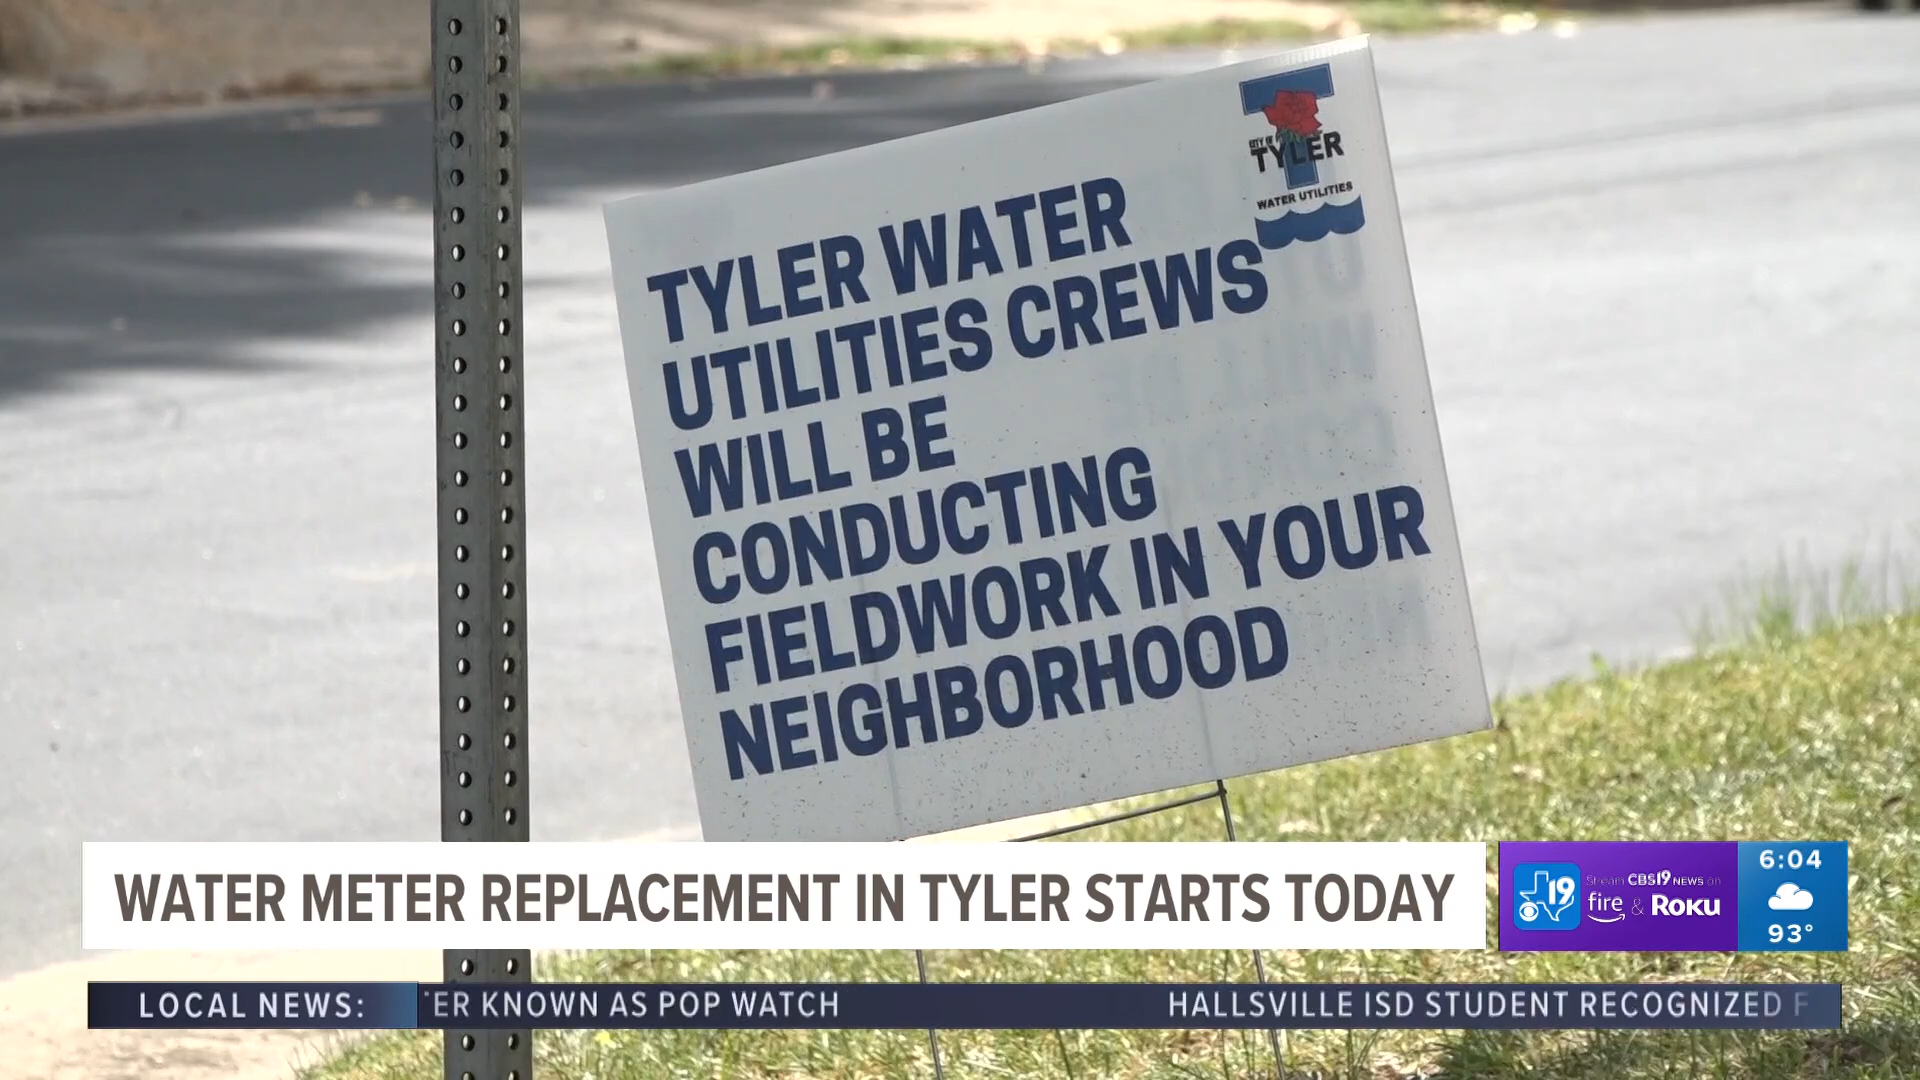 CITY OF
TYLER
WATER UTILITIES
TYLER WATER
UTILITIES CREWS
WILL BE
CONDUCTING
FIELDWORK IN YOUR
NEIGHBORHOOD
WATER METER REPLACEMENT IN TYLER STARTS TODAY
19
Stream CBS19 NEWS on
fire & ROKU
6:04
93°
LOCAL NEWS: ER KNOWN AS POP WATCH HALLSVILLE ISD STUDENT RECOGNIZED F